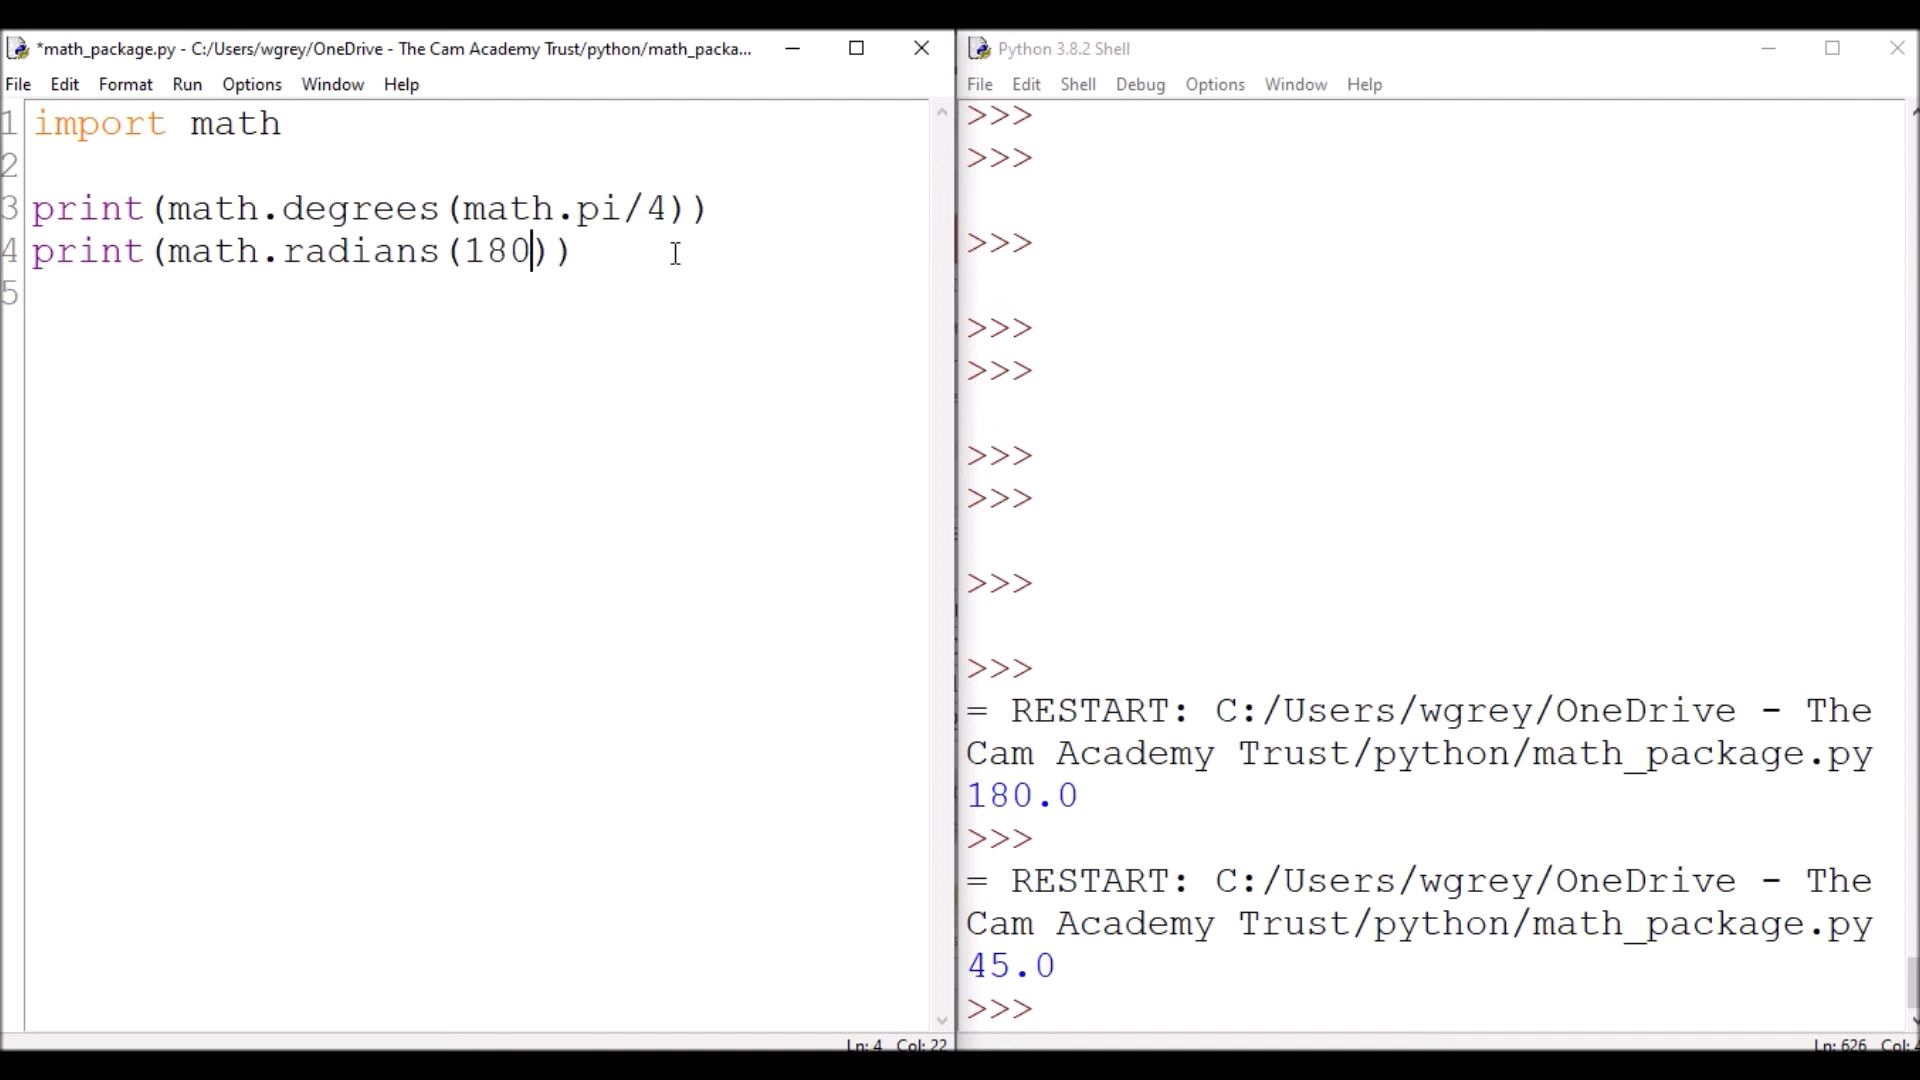 *math_package.py - C:/Users/wgrey/OneDrive - The Cam Academy Trust/python/math_packa...
File Edit Format Run Options Window Help
1 import math
2
3 print(math.degrees(math.pi/4))
4 print(math.radians(180))
5
Ln: 4 Col: 22
Python 3.8.2 Shell
File Edit Shell Debug Options Window Help
>>>
>>>
>>>
>>>
>>>
>>>
>>>
>>>
>>>
= RESTART: C:/Users/wgrey/OneDrive - The
Cam Academy Trust/python/math_package.py
180.0
>>>
= RESTART: C:/Users/wgrey/OneDrive - The
Cam Academy Trust/python/math_package.py
45.0
>>>
Ln: 626 Col: 4